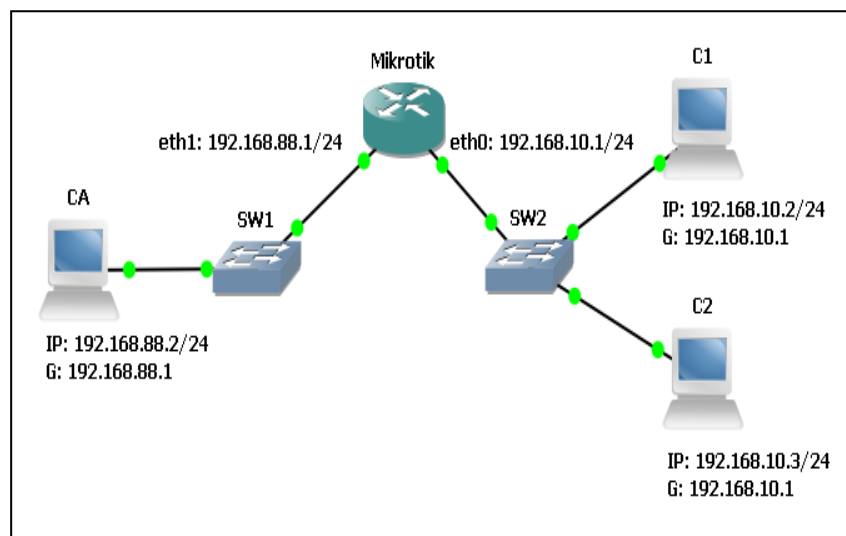 Mikrotik
C1
eth1: 192.168.88.1/24
eth0: 192.168.10.1/24
CA
SW1
SW2
IP: 192.168.10.2/24
G: 192.168.10.1
C2
IP: 192.168.88.2/24
G: 192.168.88.1
IP: 192.168.10.3/24
G: 192.168.10.1